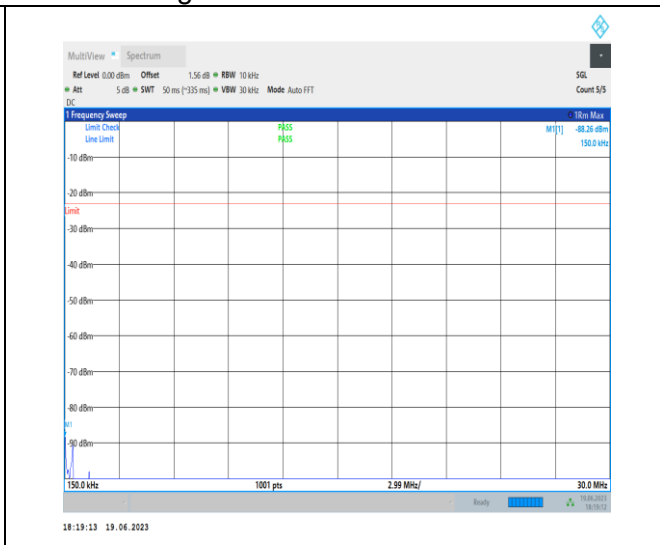 MultiView Spectrum
Ref Level 0.00 dBm Offset 1.56 dB RBW 10 kHz SGL
Att 5 dB SWT 50 ms (~335 ms) VBW 30 kHz Mode Auto FFT Count 5/5
DC
1 Frequency Sweep 1Rm Max
Limit Check PASS M1[1] -88.26 dBm
Line Limit PASS 150.0 kHz
-10 dBm
-20 dBm
Limit
-30 dBm
-40 dBm
-50 dBm
-60 dBm
-70 dBm
-80 dBm
M1
-90 dBm
150.0 kHz 1001 pts 2.99 MHz/ 30.0 MHz
Ready 19.06.2023
18:19:13
18:19:13 19.06.2023